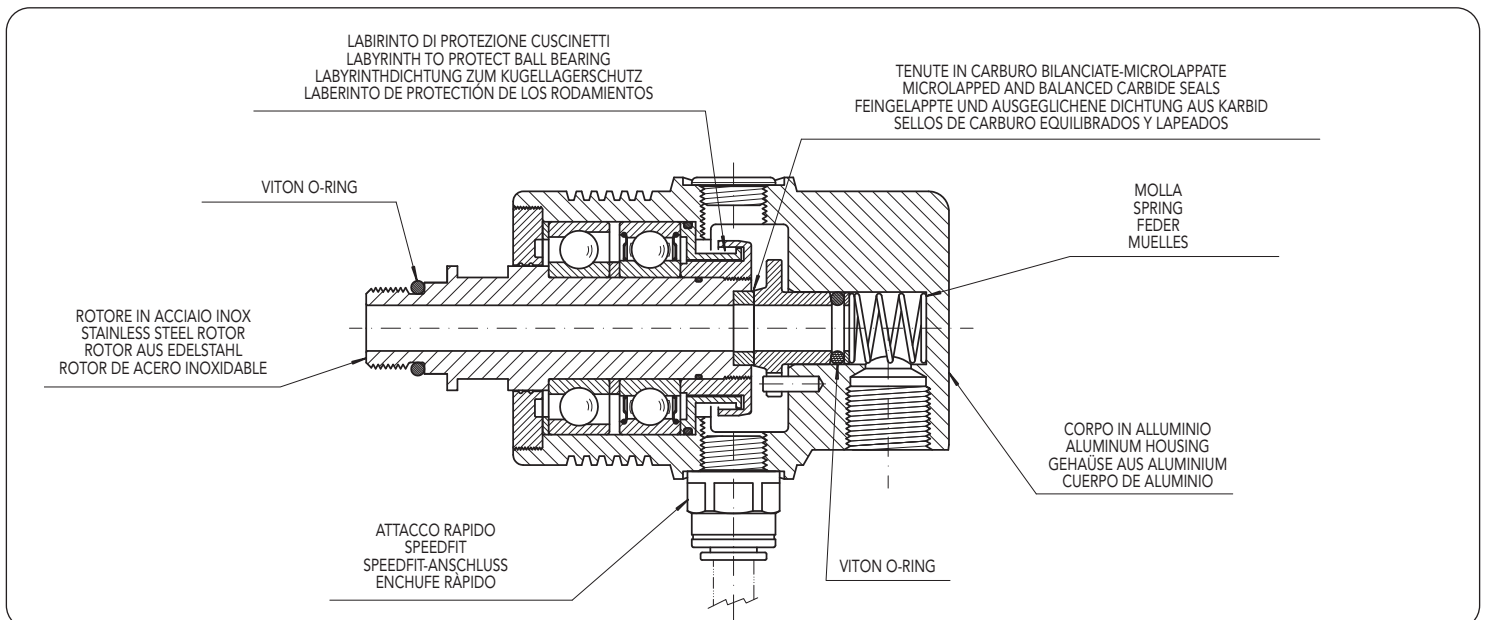 LABIRINTO DI PROTEZIONE CUSCINETTI
LABYRINTH TO PROTECT BALL BEARING
LABYRINTHDICHTUNG ZUM KUGELLAGERSCHUTZ
LABERINTO DE PROTECTIÓN DE LOS RODAMIENTOS
TENUTE IN CARBURO BILANCIATE-MICROLAPPATE
MICROLAPPED AND BALANCED CARBIDE SEALS
FEINGELAPPTE UND AUSGEGLICHENE DICHTUNG AUS KARBID
SELLOS DE CARBURO EQUILIBRADOS Y LAPEADOS
VITON O-RING
MOLLA
SPRING
FEDER
MUELLES
ROTORE IN ACCIAIO INOX
STAINLESS STEEL ROTOR
ROTOR AUS EDELSTAHL
ROTOR DE ACERO INOXIDABLE
CORPO IN ALLUMINIO
ALUMINUM HOUSING
GEHAÜSE AUS ALUMINIUM
CUERPO DE ALUMINIO
ATTACCO RAPIDO
SPEEDFIT
SPEEDFIT-ANSCHLUSS
ENCHUFE RÀPIDO
VITON O-RING